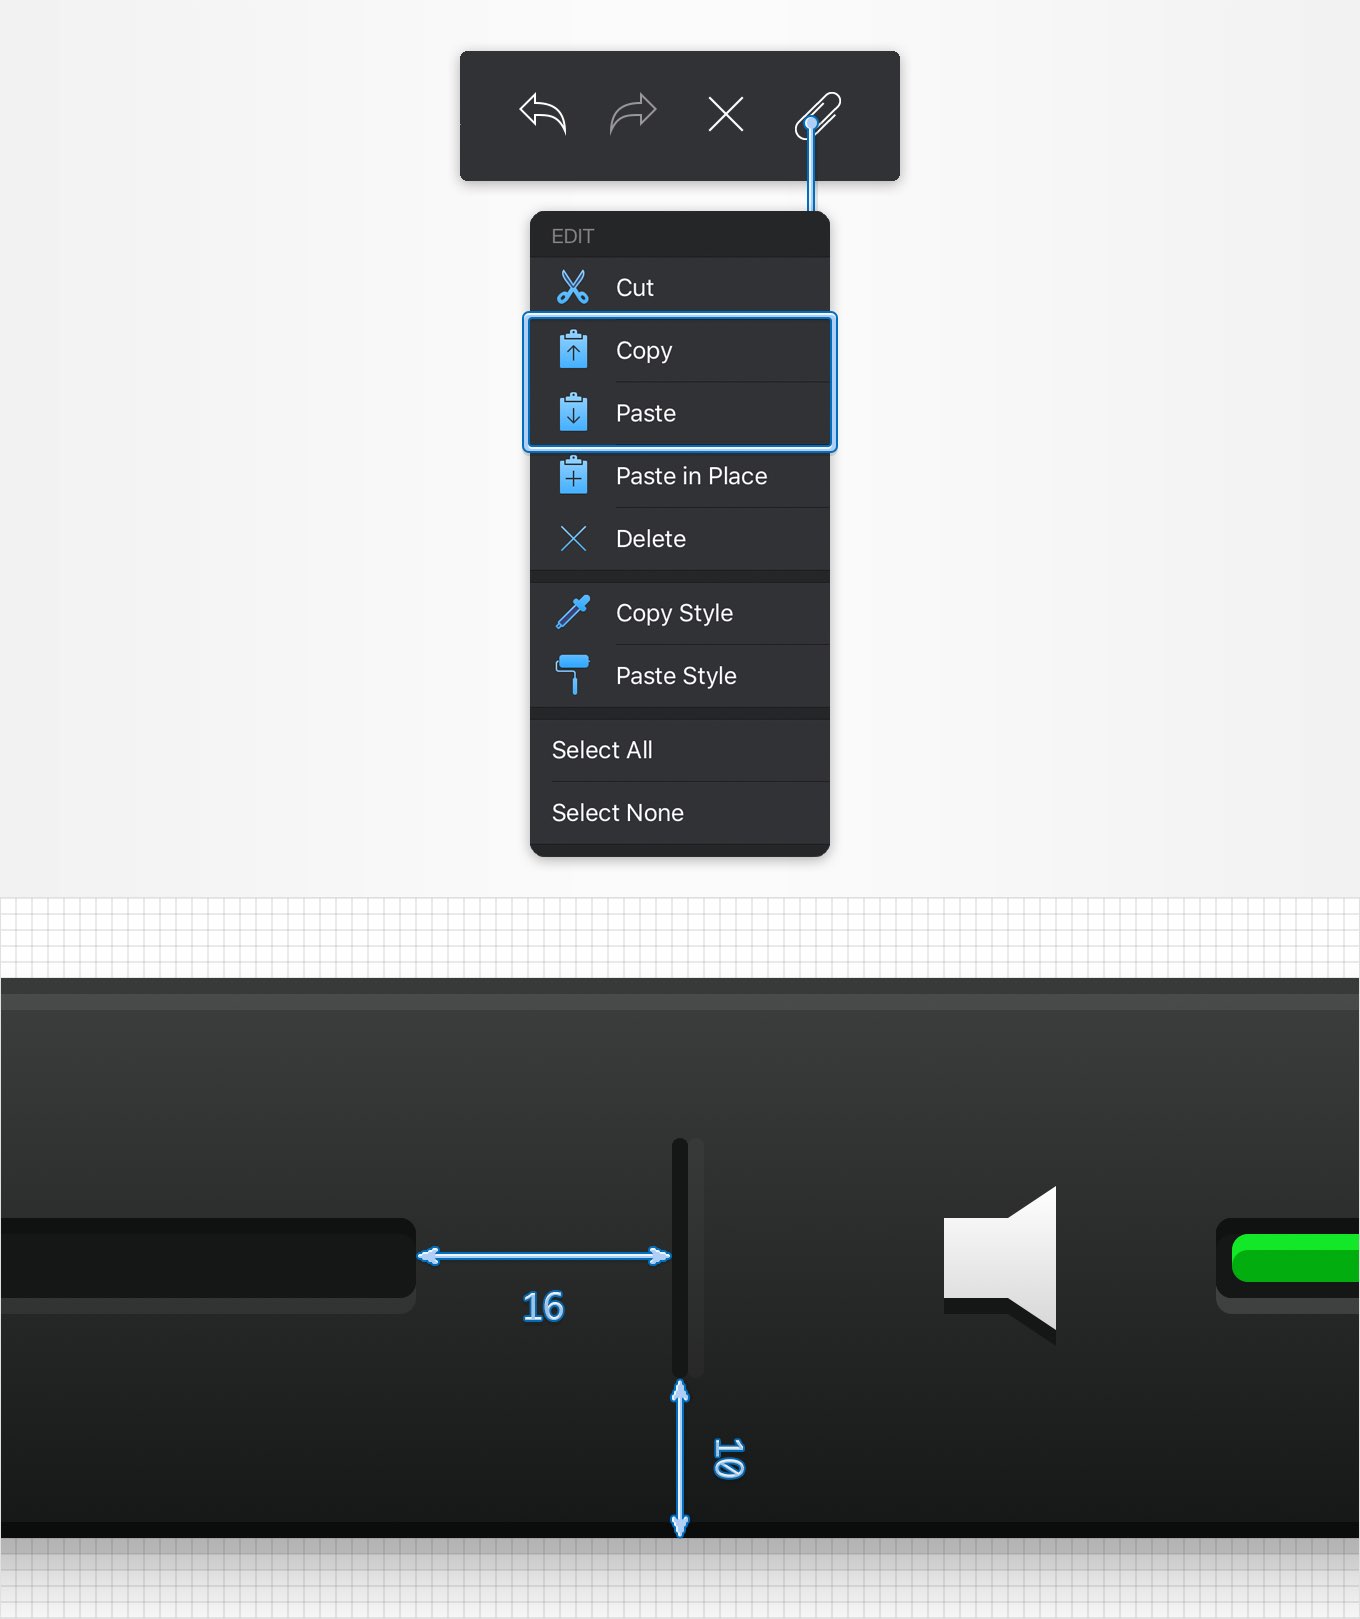 EDIT
Cut
Copy
Paste
Paste in Place
Delete
Copy Style
Paste Style
Select All
Select None
16
10